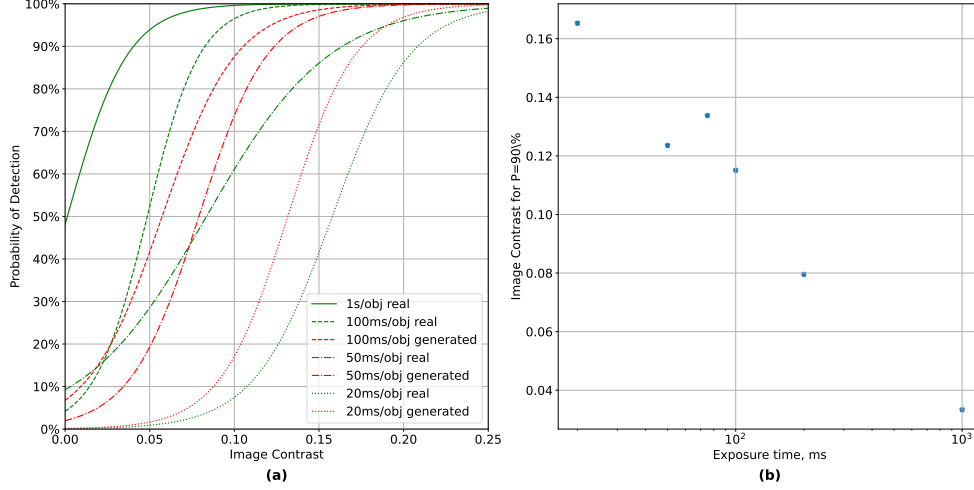 100%
90%
80%
70%
60%
50%
40%
30%
20%
10%
0%
Probability of Detection
0.00
0.05
0.10
0.15
0.20
0.25
Image Contrast
1s/obj real
100ms/obj real
100ms/obj generated
50ms/obj real
50ms/obj generated
20ms/obj real
20ms/obj generated
(a)
0.16
0.14
0.12
0.10
0.08
0.06
0.04
Image Contrast for P=90\%
10²
10³
Exposure time, ms
(b)